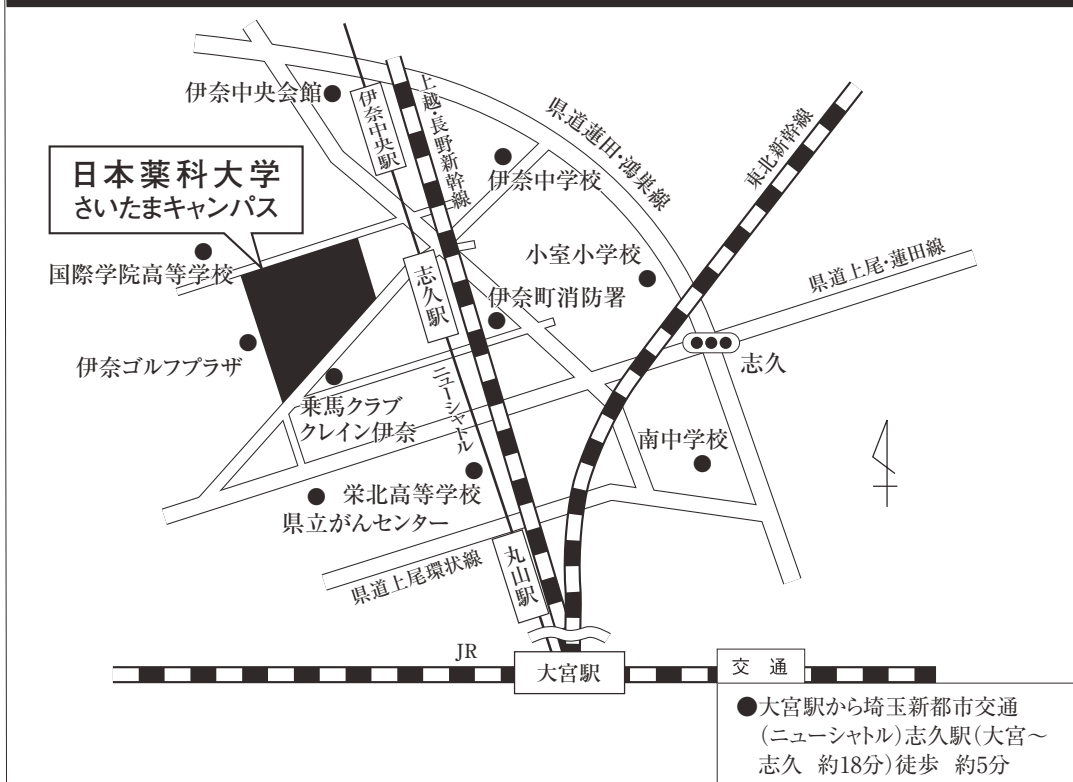 伊奈中央会館
伊奈中央駅
上越・長野新幹線
県道蓮田・鴻巣線
東北新幹線
日本薬科大学
さいたまキャンパス
伊奈中学校
国際学院高等学校
志久駅
小室小学校
県道上尾・蓮田線
伊奈町消防署
伊奈ゴルフプラザ
志久
乗馬クラブ
クレイン伊奈
ニューシャトル
南中学校
栄北高等学校
県立がんセンター
県道上尾環状線
丸山駅
JR
大宮駅
交　通
●大宮駅から埼玉新都市交通
(ニューシャトル)志久駅(大宮～
志久　約18分)徒歩　約5分